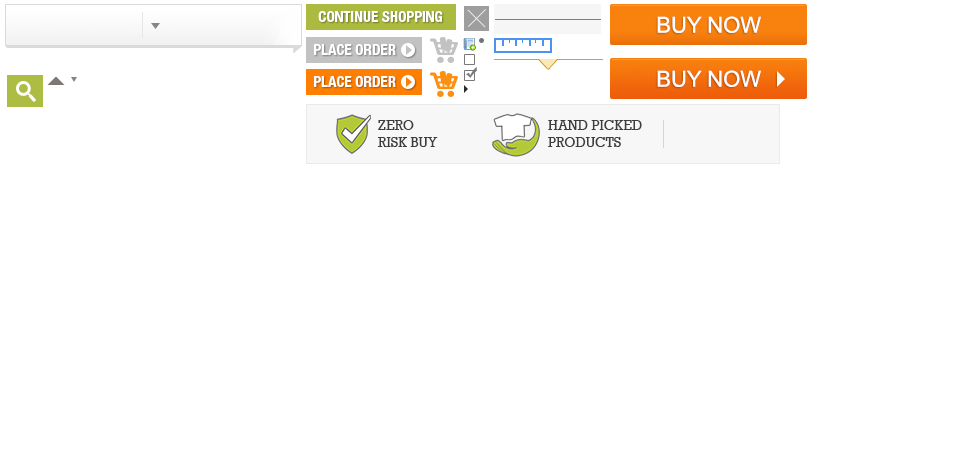 CONTINUE SHOPPING
PLACE ORDER
PLACE ORDER
BUY NOW
BUY NOW
ZERO
RISK BUY
HAND PICKED
PRODUCTS